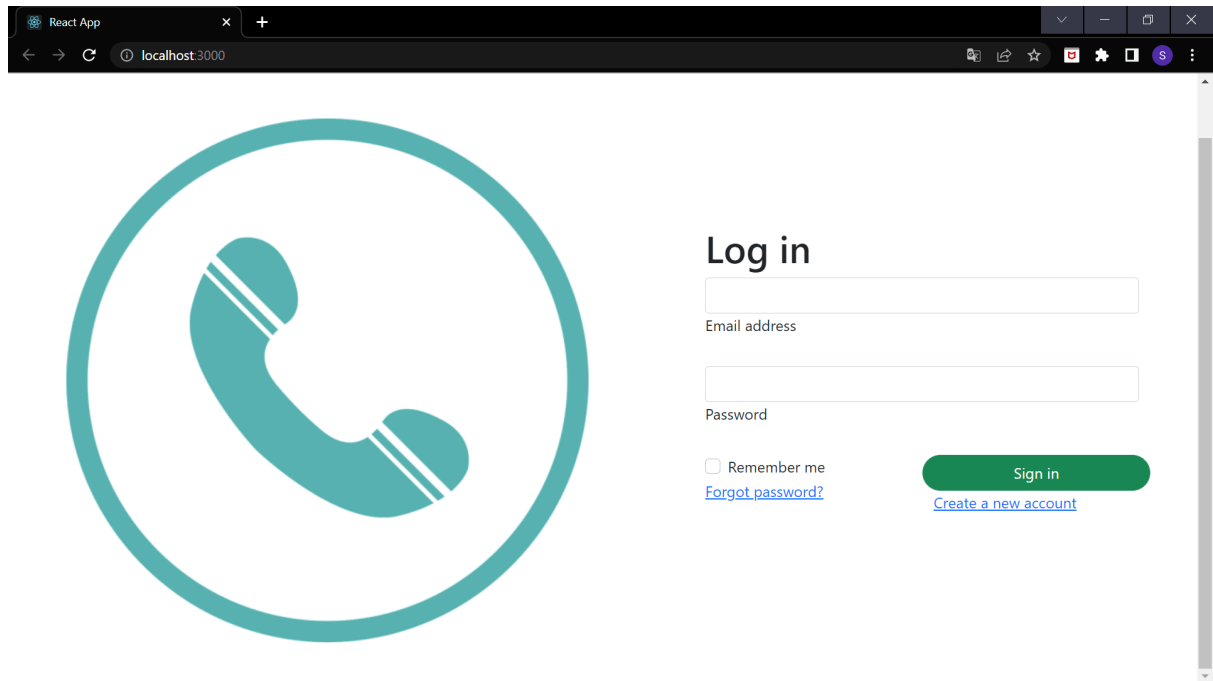 React App
localhost:3000
S
Log in
Email address
Password
Remember me
Sign in
Forgot password?
Create a new account